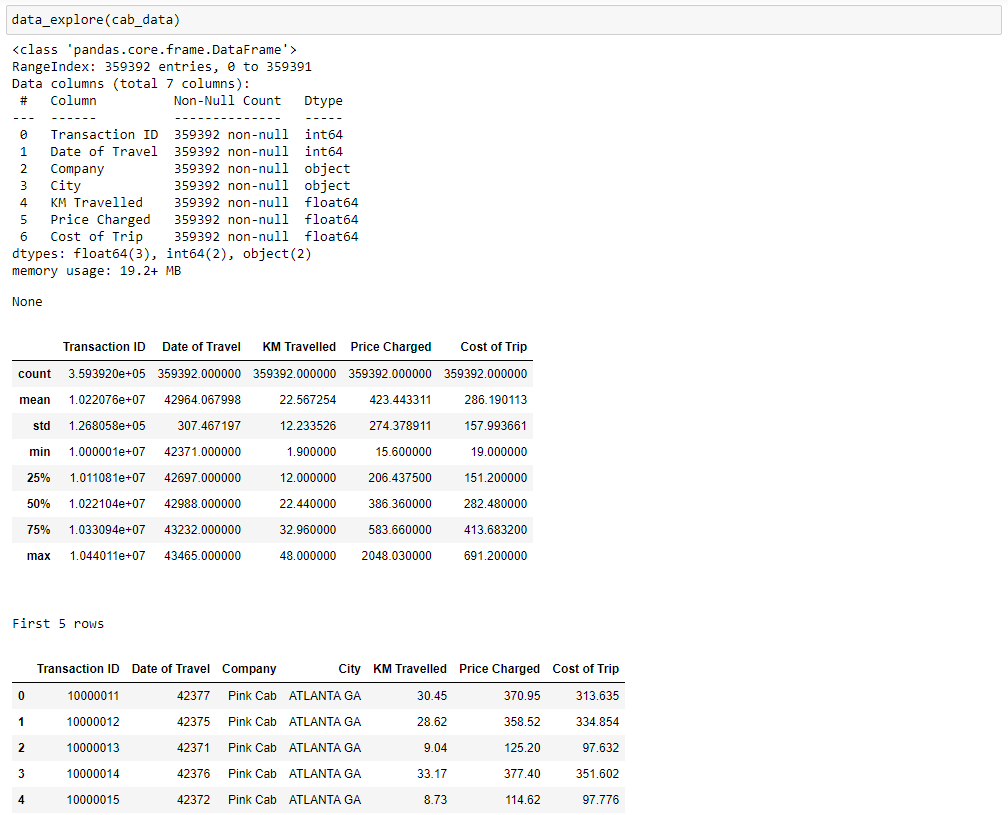 data_explore(cab_data)
<class 'pandas.core.frame.DataFrame'>
RangeIndex: 359392 entries, 0 to 359391
Data columns (total 7 columns):
 #   Column          Non-Null Count   Dtype
---  ------          --------------   -----
 0   Transaction ID  359392 non-null  int64
 1   Date of Travel  359392 non-null  int64
 2   Company         359392 non-null  object
 3   City            359392 non-null  object
 4   KM Travelled    359392 non-null  float64
 5   Price Charged   359392 non-null  float64
 6   Cost of Trip    359392 non-null  float64
dtypes: float64(3), int64(2), object(2)
memory usage: 19.2+ MB
None
Transaction ID Date of Travel KM Travelled Price Charged Cost of Trip
count 3.593920e+05 359392.000000 359392.000000 359392.000000 359392.000000
mean 1.022076e+07 42964.067998 22.567254 423.443311 286.190113
std 1.268058e+05 307.467197 12.233526 274.378911 157.993661
min 1.000001e+07 42371.000000 1.900000 15.600000 19.000000
25% 1.011081e+07 42697.000000 12.000000 206.437500 151.200000
50% 1.022104e+07 42988.000000 22.440000 386.360000 282.480000
75% 1.033094e+07 43232.000000 32.960000 583.660000 413.683200
max 1.044011e+07 43465.000000 48.000000 2048.030000 691.200000
First 5 rows
Transaction ID Date of Travel Company City KM Travelled Price Charged Cost of Trip
0 10000011 42377 Pink Cab ATLANTA GA 30.45 370.95 313.635
1 10000012 42375 Pink Cab ATLANTA GA 28.62 358.52 334.854
2 10000013 42371 Pink Cab ATLANTA GA 9.04 125.20 97.632
3 10000014 42376 Pink Cab ATLANTA GA 33.17 377.40 351.602
4 10000015 42372 Pink Cab ATLANTA GA 8.73 114.62 97.776